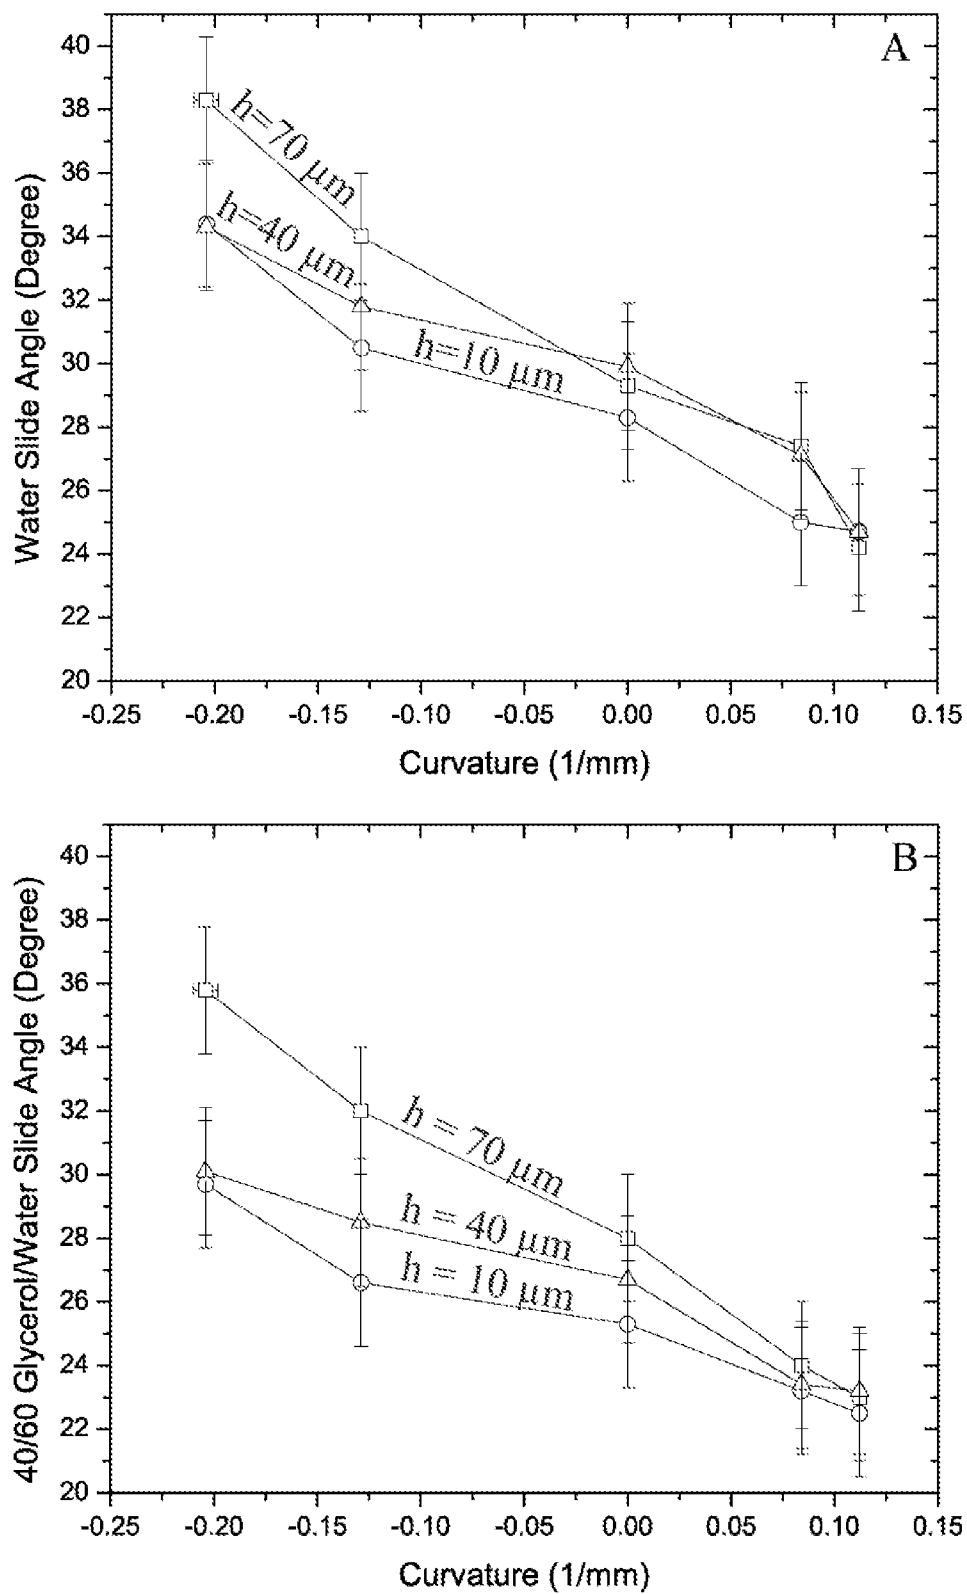 A
40
38
36
34
32
30
28
26
24
22
20
Water Slide Angle (Degree)
h=70 μm
h=40 μm
h=10 μm
-0.25 -0.20 -0.15 -0.10 -0.05 0.00 0.05 0.10 0.15
Curvature (1/mm)
B
40
38
36
34
32
30
28
26
24
22
20
40/60 Glycerol/Water Slide Angle (Degree)
h = 70 μm
h = 40 μm
h = 10 μm
-0.25 -0.20 -0.15 -0.10 -0.05 0.00 0.05 0.10 0.15
Curvature (1/mm)